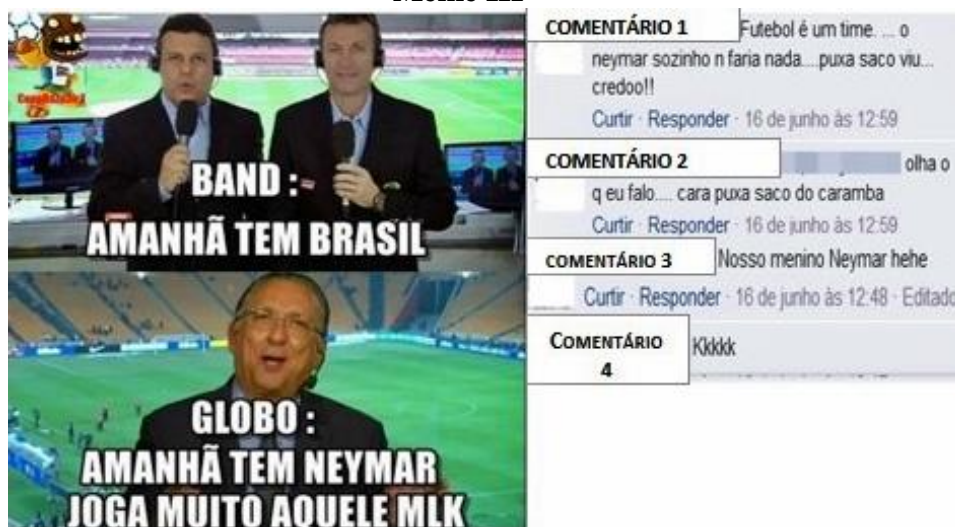 BAND :
AMANHÃ TEM BRASIL
GLOBO :
AMANHÃ TEM NEYMAR
JOGA MUITO AQUELE MLK
COMENTÁRIO 1
Futebol é um time. ... o
neymar sozinho n faria nada....puxa saco viu...
credoo!!
Curtir · Responder · 16 de junho às 12:59
COMENTÁRIO 2
olha o
q eu falo.... cara puxa saco do caramba
Curtir · Responder · 16 de junho às 12:59
COMENTÁRIO 3
Nosso menino Neymar hehe
Curtir · Responder · 16 de junho às 12:48 · Editado
COMENTÁRIO
4
Kkkkk